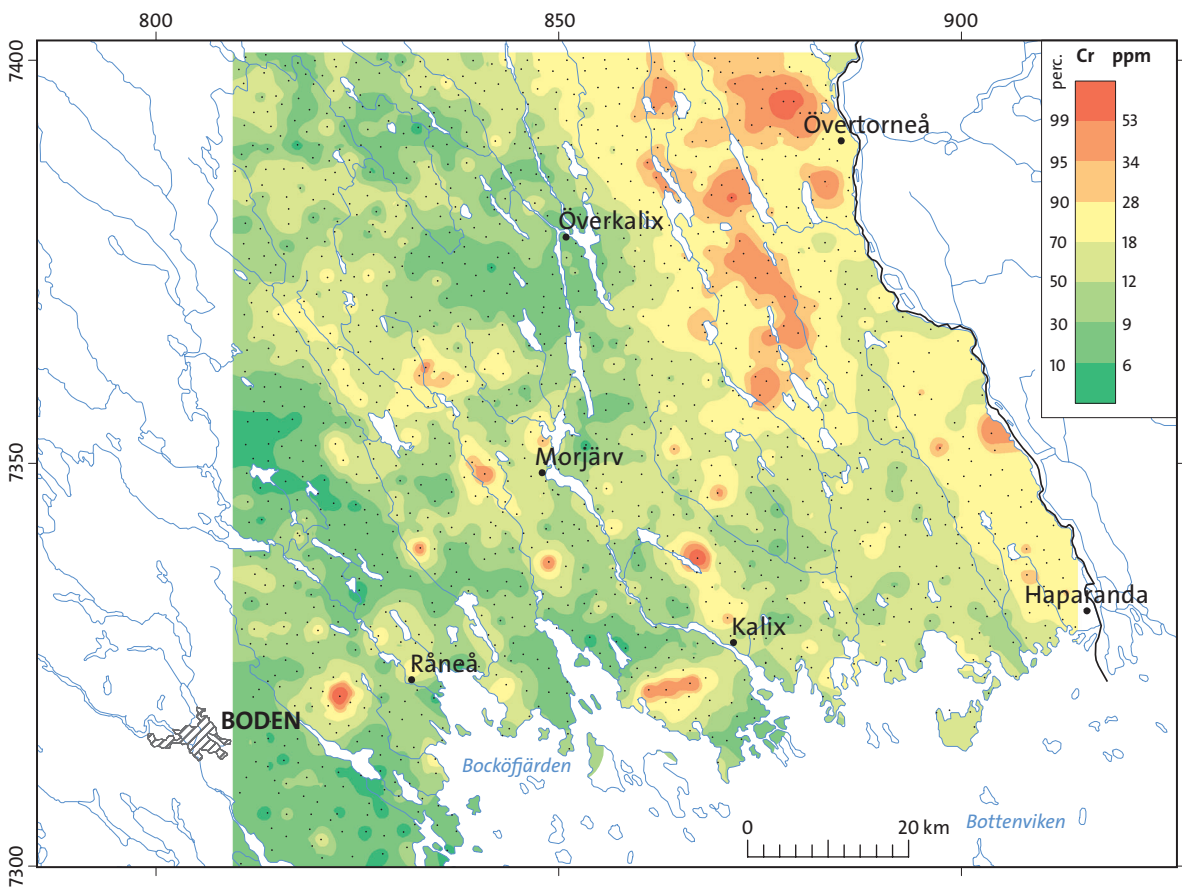 800
850
900
7400
7350
7300
perc.
Cr
ppm
99
53
95
34
90
28
70
18
50
12
30
9
10
6
Övertorneå
Överkalix
Morjärv
Haparanda
Kalix
Råneå
BODEN
Bocköfjärden
Bottenviken
0
20 km